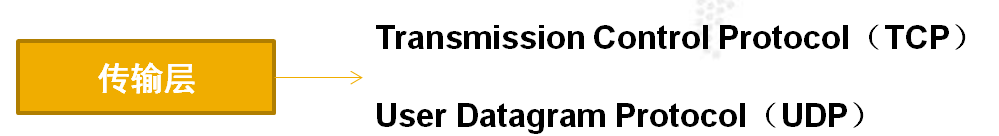 传输层
Transmission Control Protocol（TCP）
User Datagram Protocol（UDP）